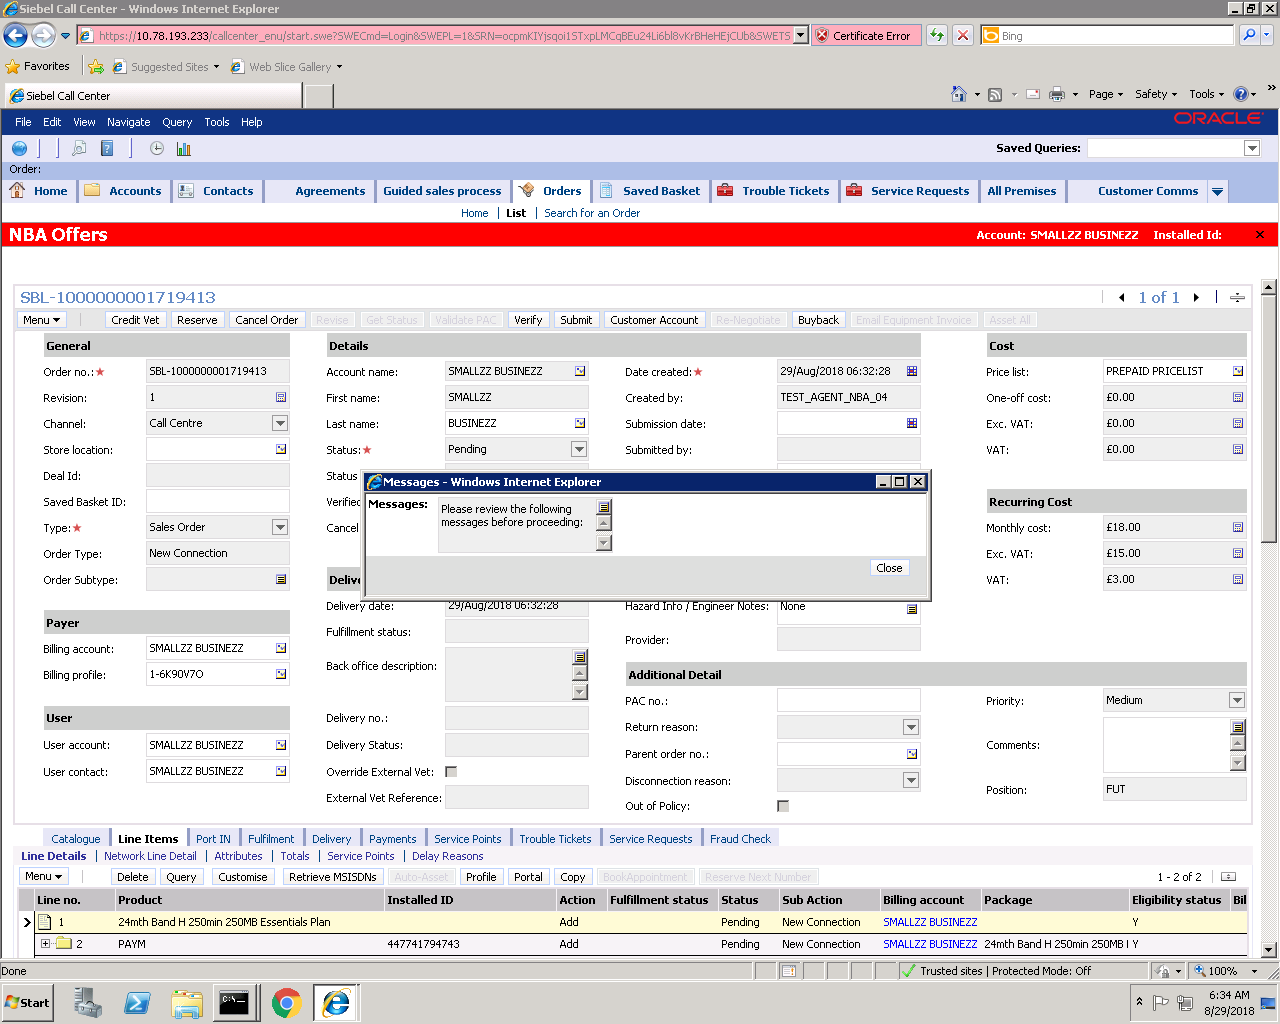 Siebel Call Center - Windows Internet Explorer
https://10.78.193.233/callcenter_enu/start.swe?SWECmd=Login&SWEPL=1&SRN=ocpmKIYjsqoi1STxpLMCqBEu24Li6bl8vKrBHeHEjCUb&SWETS
Certificate Error
Bing
Favorites Suggested Sites Web Slice Gallery
Siebel Call Center
Page Safety Tools
File Edit View Navigate Query Tools Help
ORACLE
Saved Queries:
Order:
Home Accounts Contacts Agreements Guided sales process Orders Saved Basket Trouble Tickets Service Requests All Premises Customer Comms
Home List Search for an Order
NBA Offers
Account: SMALLZZ BUSINEZZ Installed Id:
SBL-1000000001719413
1 of 1
Menu Credit Vet Reserve Cancel Order Revise Get Status Validate PAC Verify Submit Customer Account Re-Negotiate Buyback Email Equipment Invoice Asset All
General Details Cost
Order no.: SBL-1000000001719413 Account name: SMALLZZ BUSINEZZ Date created: 29/Aug/2018 06:32:28 Price list: PREPAID PRICELIST
Revision: 1 First name: SMALLZZ Created by: TEST_AGENT_NBA_04 One-off cost: £0.00
Channel: Call Centre Last name: BUSINEZZ Submission date: Exc. VAT: £0.00
Store location: Status: Pending Submitted by: VAT: £0.00
Deal Id: Status
Messages - Windows Internet Explorer
Messages: Please review the following messages before proceeding:
Close
Saved Basket ID: Verified Recurring Cost
Type: Sales Order Cancel Monthly cost: £18.00
Order Type: New Connection Exc. VAT: £15.00
Order Subtype: Delive VAT: £3.00
Delivery date: 29/Aug/2018 06:32:28 Hazard Info / Engineer Notes: None
Payer Fulfillment status: Provider:
Billing account: SMALLZZ BUSINEZZ Back office description:
Billing profile: 1-6K90V7O Additional Detail
PAC no.: Priority: Medium
User Delivery no.: Return reason:
User account: SMALLZZ BUSINEZZ Delivery Status: Parent order no.: Comments:
User contact: SMALLZZ BUSINEZZ Override External Vet: Disconnection reason:
External Vet Reference: Out of Policy: Position: FUT
Catalogue Line Items Port IN Fulfilment Delivery Payments Service Points Trouble Tickets Service Requests Fraud Check
Line Details Network Line Detail Attributes Totals Service Points Delay Reasons
Menu Delete Query Customise Retrieve MSISDNs Auto-Asset Profile Portal Copy BookAppointment Reserve Next Number 1 - 2 of 2
Line no. Product Installed ID Action Fulfillment status Status Sub Action Billing account Package Eligibility status Bil
1 24mth Band H 250min 250MB Essentials Plan Add Pending New Connection SMALLZZ BUSINEZZ Y
2 PAYM 447741794743 Add Pending New Connection SMALLZZ BUSINEZZ 24mth Band H 250min 250MB Y
Done Trusted sites | Protected Mode: Off 100%
Start
6:34 AM
8/29/2018